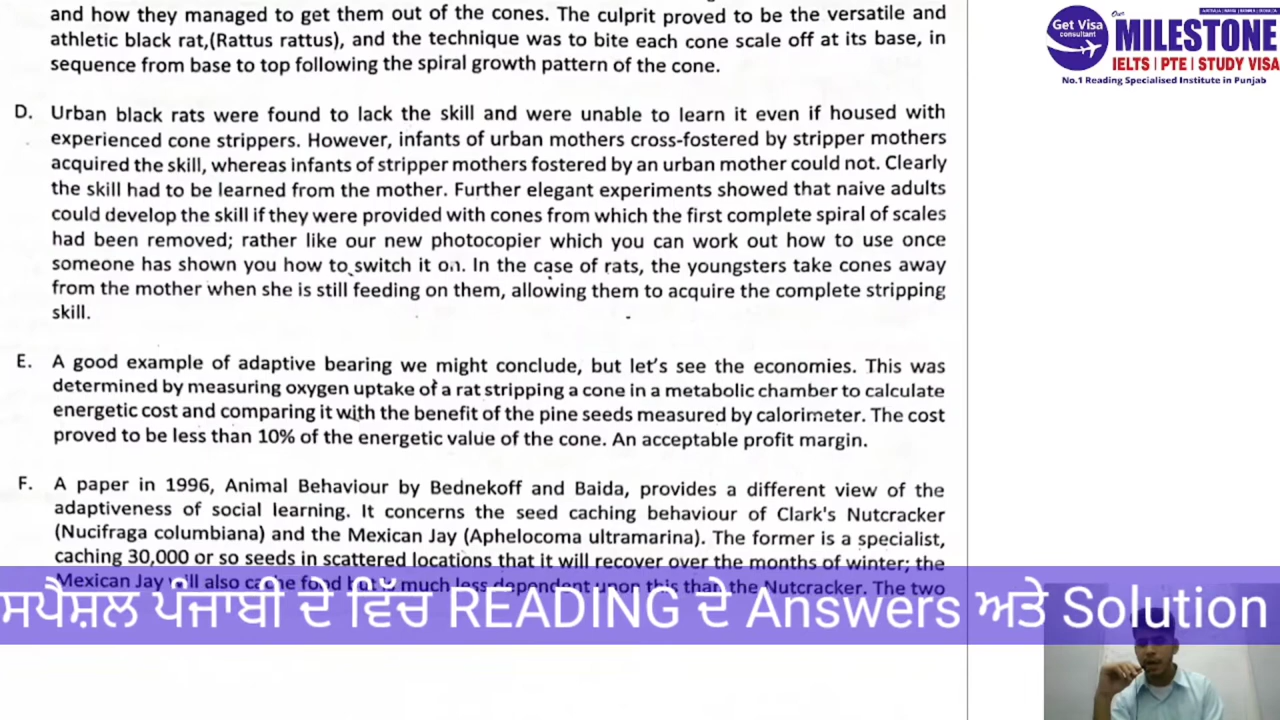 and how they managed to get them out of the cones. The culprit proved to be the versatile and
athletic black rat,(Rattus rattus), and the technique was to bite each cone scale off at its base, in
sequence from base to top following the spiral growth pattern of the cone.
D. Urban black rats were found to lack the skill and were unable to learn it even if housed with
experienced cone strippers. However, infants of urban mothers cross-fostered by stripper mothers
acquired the skill, whereas infants of stripper mothers fostered by an urban mother could not. Clearly
the skill had to be learned from the mother. Further elegant experiments showed that naive adults
could develop the skill if they were provided with cones from which the first complete spiral of scales
had been removed; rather like our new photocopier which you can work out how to use once
someone has shown you how to switch it on. In the case of rats, the youngsters take cones away
from the mother when she is still feeding on them, allowing them to acquire the complete stripping
skill.
E. A good example of adaptive bearing we might conclude, but let's see the economies. This was
determined by measuring oxygen uptake of a rat stripping a cone in a metabolic chamber to calculate
energetic cost and comparing it with the benefit of the pine seeds measured by calorimeter. The cost
proved to be less than 10% of the energetic value of the cone. An acceptable profit margin.
F. A paper in 1996, Animal Behaviour by Bednekoff and Baida, provides a different view of the
adaptiveness of social learning. It concerns the seed caching behaviour of Clark's Nutcracker
(Nucifraga columbiana) and the Mexican Jay (Aphelocoma ultramarina). The former is a specialist,
caching 30,000 or so seeds in scattered locations that it will recover over the months of winter; the
Mexican Jay will also cache food but is much less dependent upon this than the Nutcracker. The two
ਸਪੈਸ਼ਲ ਪੰਜਾਬੀ ਦੇ ਵਿੱਚ READING ਦੇ Answers ਅਤੇ Solution
Get Visa
consultant
Our
MILESTONE
IELTS | PTE | STUDY VISA
No.1 Reading Specialised Institute in Punjab